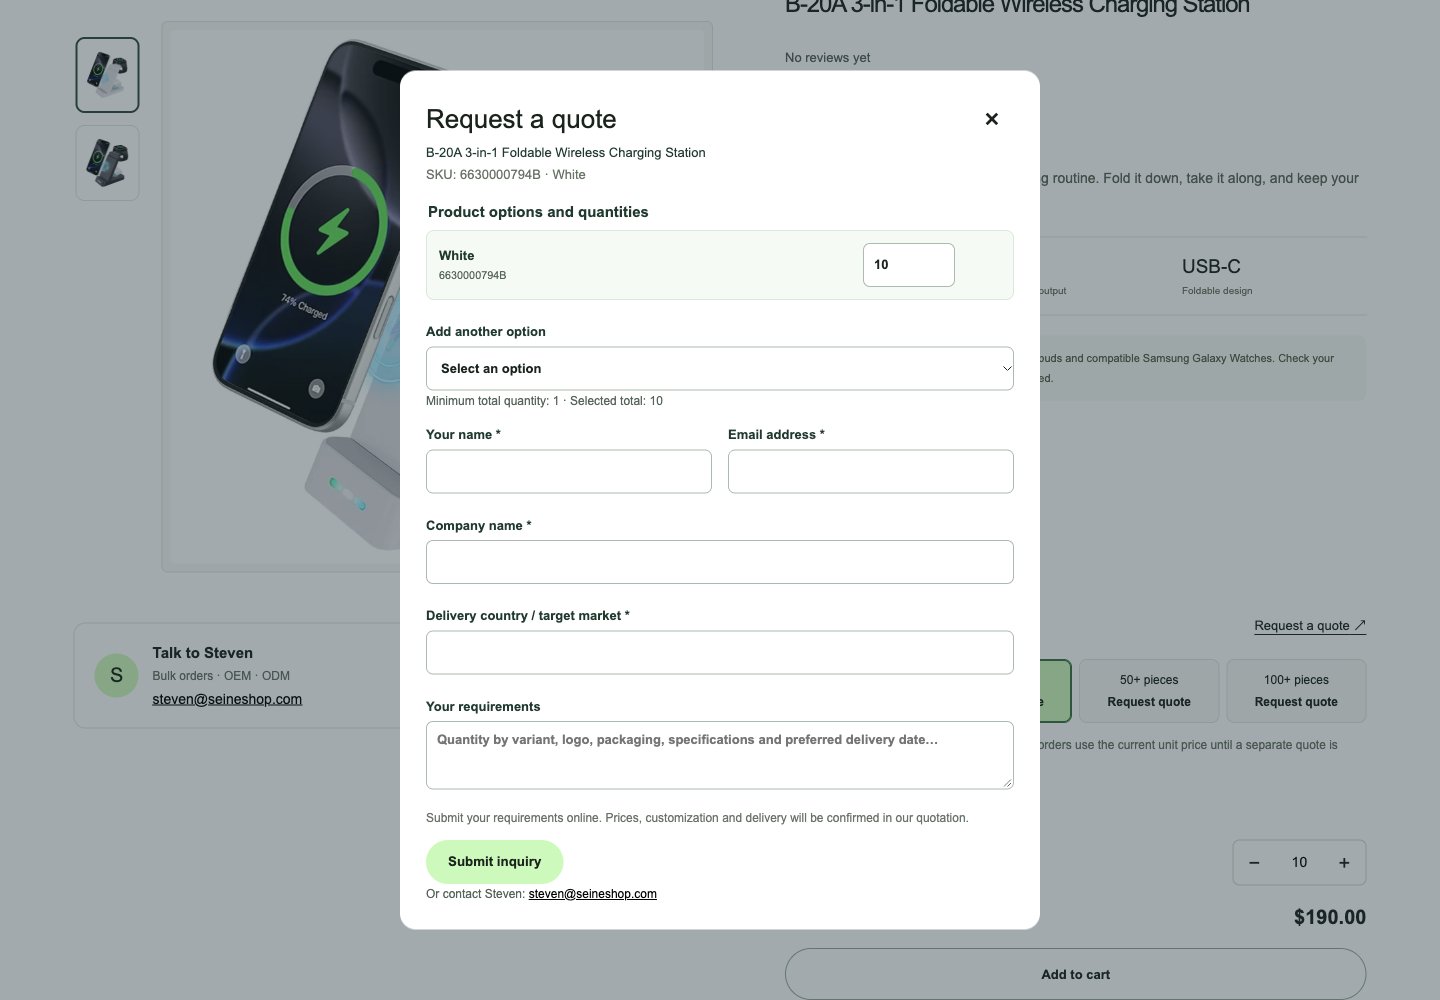 B-20A 3-in-1 Foldable Wireless Charging Station
No reviews yet
g routine. Fold it down, take it along, and keep your
USB-C
output
Foldable design
buds and compatible Samsung Galaxy Watches. Check your
ed.
74% Charged
Request a quote
B-20A 3-in-1 Foldable Wireless Charging Station
SKU: 6630000794B · White
Product options and quantities
White
6630000794B
10
Add another option
Select an option
Minimum total quantity: 1 · Selected total: 10
Your name *
Email address *
Company name *
Delivery country / target market *
Your requirements
Quantity by variant, logo, packaging, specifications and preferred delivery date...
Submit your requirements online. Prices, customization and delivery will be confirmed in our quotation.
Submit inquiry
Or contact Steven: steven@seineshop.com
S
Talk to Steven
Bulk orders · OEM · ODM
steven@seineshop.com
Request a quote ↗
e
50+ pieces
Request quote
100+ pieces
Request quote
orders use the current unit price until a separate quote is
− 10 +
$190.00
Add to cart